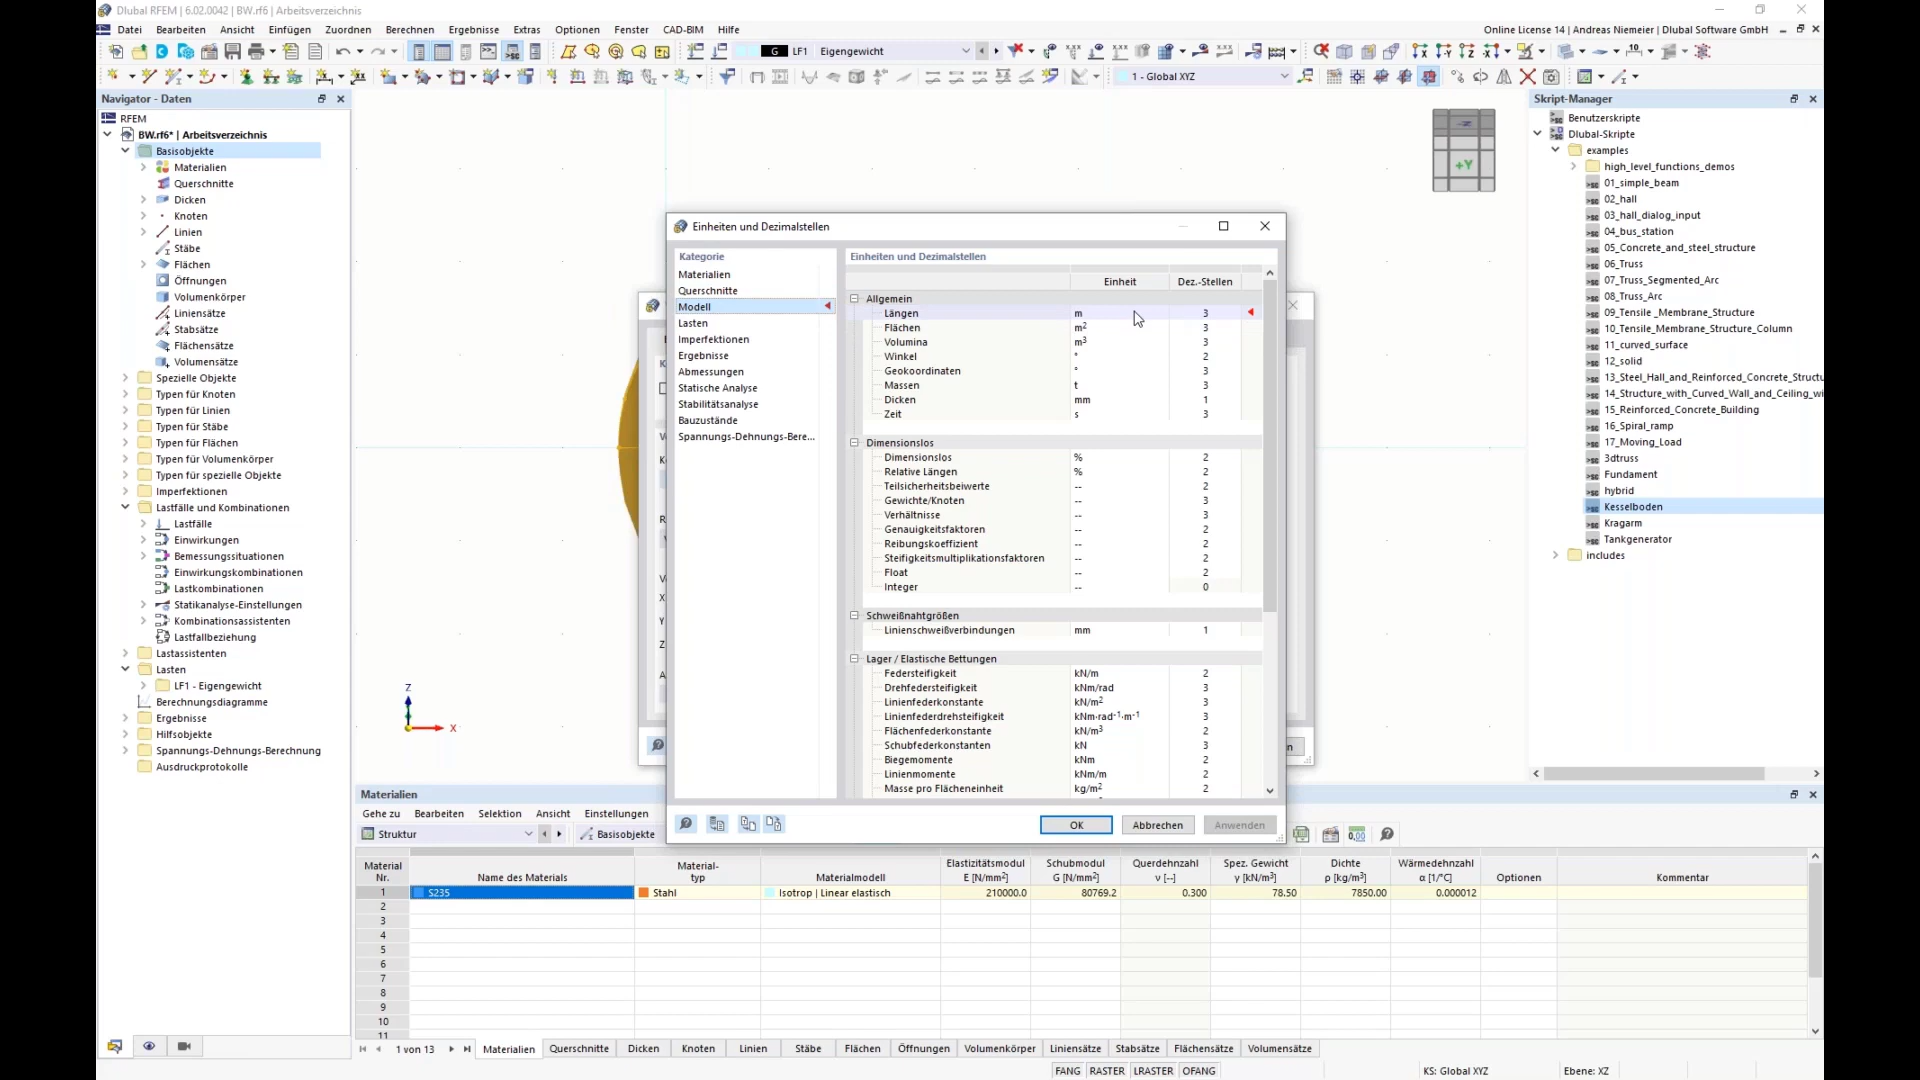 Dlubal RFEM | 6.02.0042 | BW.rf6 | Arbeitsverzeichnis
Datei Bearbeiten Ansicht Einfügen Zuordnen Berechnen Ergebnisse Extras Optionen Fenster CAD-BIM Hilfe
Online License 14 | Andreas Niemeier | Dlubal Software GmbH
G LF1 Eigengewicht
1 - Global XYZ
Navigator - Daten
RFEM
BW.rf6* | Arbeitsverzeichnis
Basisobjekte
Materialien
Querschnitte
Dicken
Knoten
Linien
Stäbe
Flächen
Öffnungen
Volumenkörper
Liniensätze
Stabsätze
Flächensätze
Volumensätze
Spezielle Objekte
Typen für Knoten
Typen für Linien
Typen für Stäbe
Typen für Flächen
Typen für Volumenkörper
Typen für spezielle Objekte
Imperfektionen
Lastfälle und Kombinationen
Lastfälle
Einwirkungen
Bemessungssituationen
Einwirkungskombinationen
Lastkombinationen
Statikanalyse-Einstellungen
Kombinationsassistenten
Lastfallbeziehung
Lastassistenten
Lasten
LF1 - Eigengewicht
Berechnungsdiagramme
Ergebnisse
Hilfsobjekte
Spannungs-Dehnungs-Berechnung
Ausdruckprotokolle
+Y
Z
X
Einheiten und Dezimalstellen
Kategorie
Materialien
Querschnitte
Modell
Lasten
Imperfektionen
Ergebnisse
Abmessungen
Statische Analyse
Stabilitätsanalyse
Bauzustände
Spannungs-Dehnungs-Bere...
Einheiten und Dezimalstellen
Einheit Dez.-Stellen
Allgemein
Längen m 3
Flächen m2 3
Volumina m3 3
Winkel ° 2
Geokoordinaten ° 3
Massen t 3
Dicken mm 1
Zeit s 3
Dimensionslos
Dimensionslos % 2
Relative Längen % 2
Teilsicherheitsbeiwerte -- 2
Gewichte/Knoten -- 3
Verhältnisse -- 3
Genauigkeitsfaktoren -- 2
Reibungskoeffizient -- 2
Steifigkeitsmultiplikationsfaktoren -- 2
Float -- 2
Integer -- 0
Schweißnahtgrößen
Linienschweißverbindungen mm 1
Lager / Elastische Bettungen
Federsteifigkeit kN/m 2
Drehfedersteifigkeit kNm/rad 3
Linienfederkonstante kN/m2 3
Linienfederdrehsteifigkeit kNm·rad-1·m-1 3
Flächenfederkonstante kN/m3 2
Schubfederkonstanten kN 3
Biegemomente kNm 2
Linienmomente kNm/m 2
Masse pro Flächeneinheit kg/m2 2
OK Abbrechen Anwenden
Skript-Manager
Benutzerskripte
Dlubal-Skripte
examples
high_level_functions_demos
01_simple_beam
02_hall
03_hall_dialog_input
04_bus_station
05_Concrete_and_steel_structure
06_Truss
07_Truss_Segmented_Arc
08_Truss_Arc
09_Tensile _Membrane_Structure
10_Tensile_Membrane_Structure_Column
11_curved_surface
12_solid
13_Steel_Hall_and_Reinforced_Concrete_Structu
14_Structure_with_Curved_Wall_and_Ceiling_wi
15_Reinforced_Concrete_Building
16_Spiral_ramp
17_Moving_Load
3dtruss
Fundament
hybrid
Kesselboden
Kragarm
Tankgenerator
includes
Materialien
Gehe zu Bearbeiten Selektion Ansicht Einstellungen
Struktur Basisobjekte
Material Nr. Name des Materials Material-typ Materialmodell Elastizitätsmodul E [N/mm2] Schubmodul G [N/mm2] Querdehnzahl ν [--] Spez. Gewicht γ [kN/m3] Dichte ρ [kg/m3] Wärmedehnzahl α [1/°C] Optionen Kommentar
1 S235 Stahl Isotrop | Linear elastisch 210000.0 80769.2 0.300 78.50 7850.00 0.000012
2
3
4
5
6
7
8
9
10
11
1 von 13 Materialien Querschnitte Dicken Knoten Linien Stäbe Flächen Öffnungen Volumenkörper Liniensätze Stabsätze Flächensätze Volumensätze
FANG RASTER LRASTER OFANG KS: Global XYZ Ebene: XZ